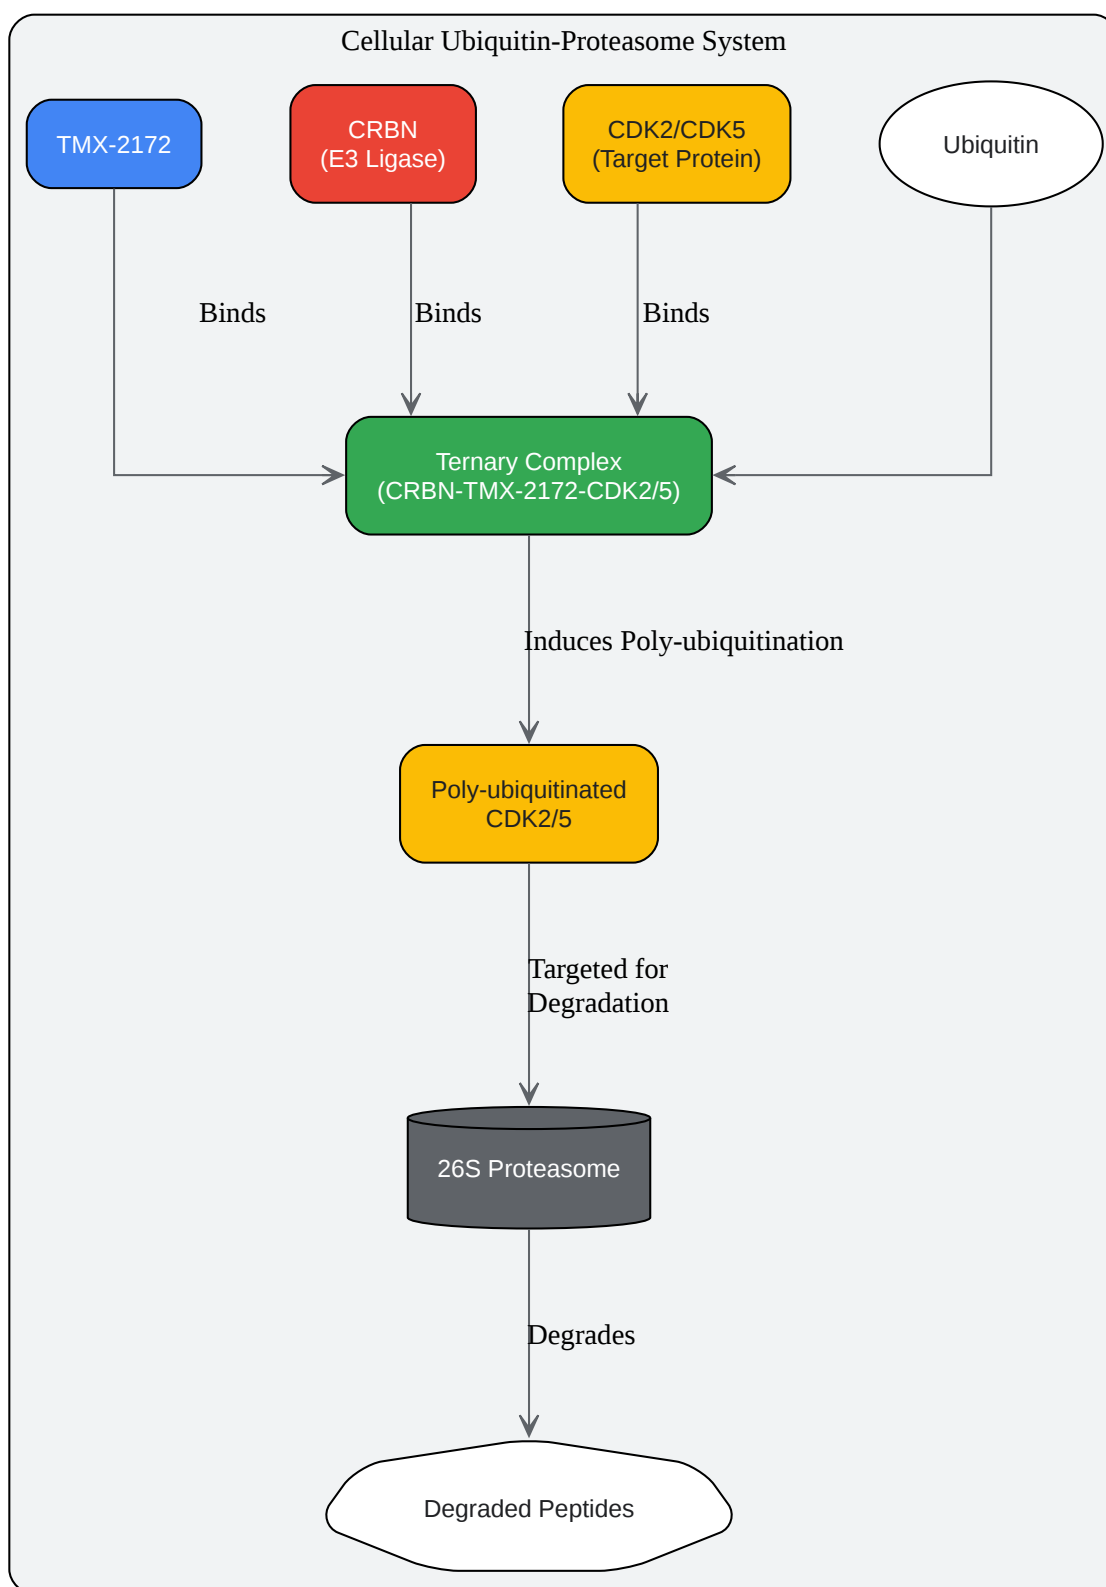 Cellular Ubiquitin-Proteasome System
TMX-2172
CRBN
(E3 Ligase)
CDK2/CDK5
(Target Protein)
Ubiquitin
Binds
Binds
Binds
Ternary Complex
(CRBN-TMX-2172-CDK2/5)
Induces Poly-ubiquitination
Poly-ubiquitinated
CDK2/5
Targeted for
Degradation
26S Proteasome
Degrades
Degraded Peptides